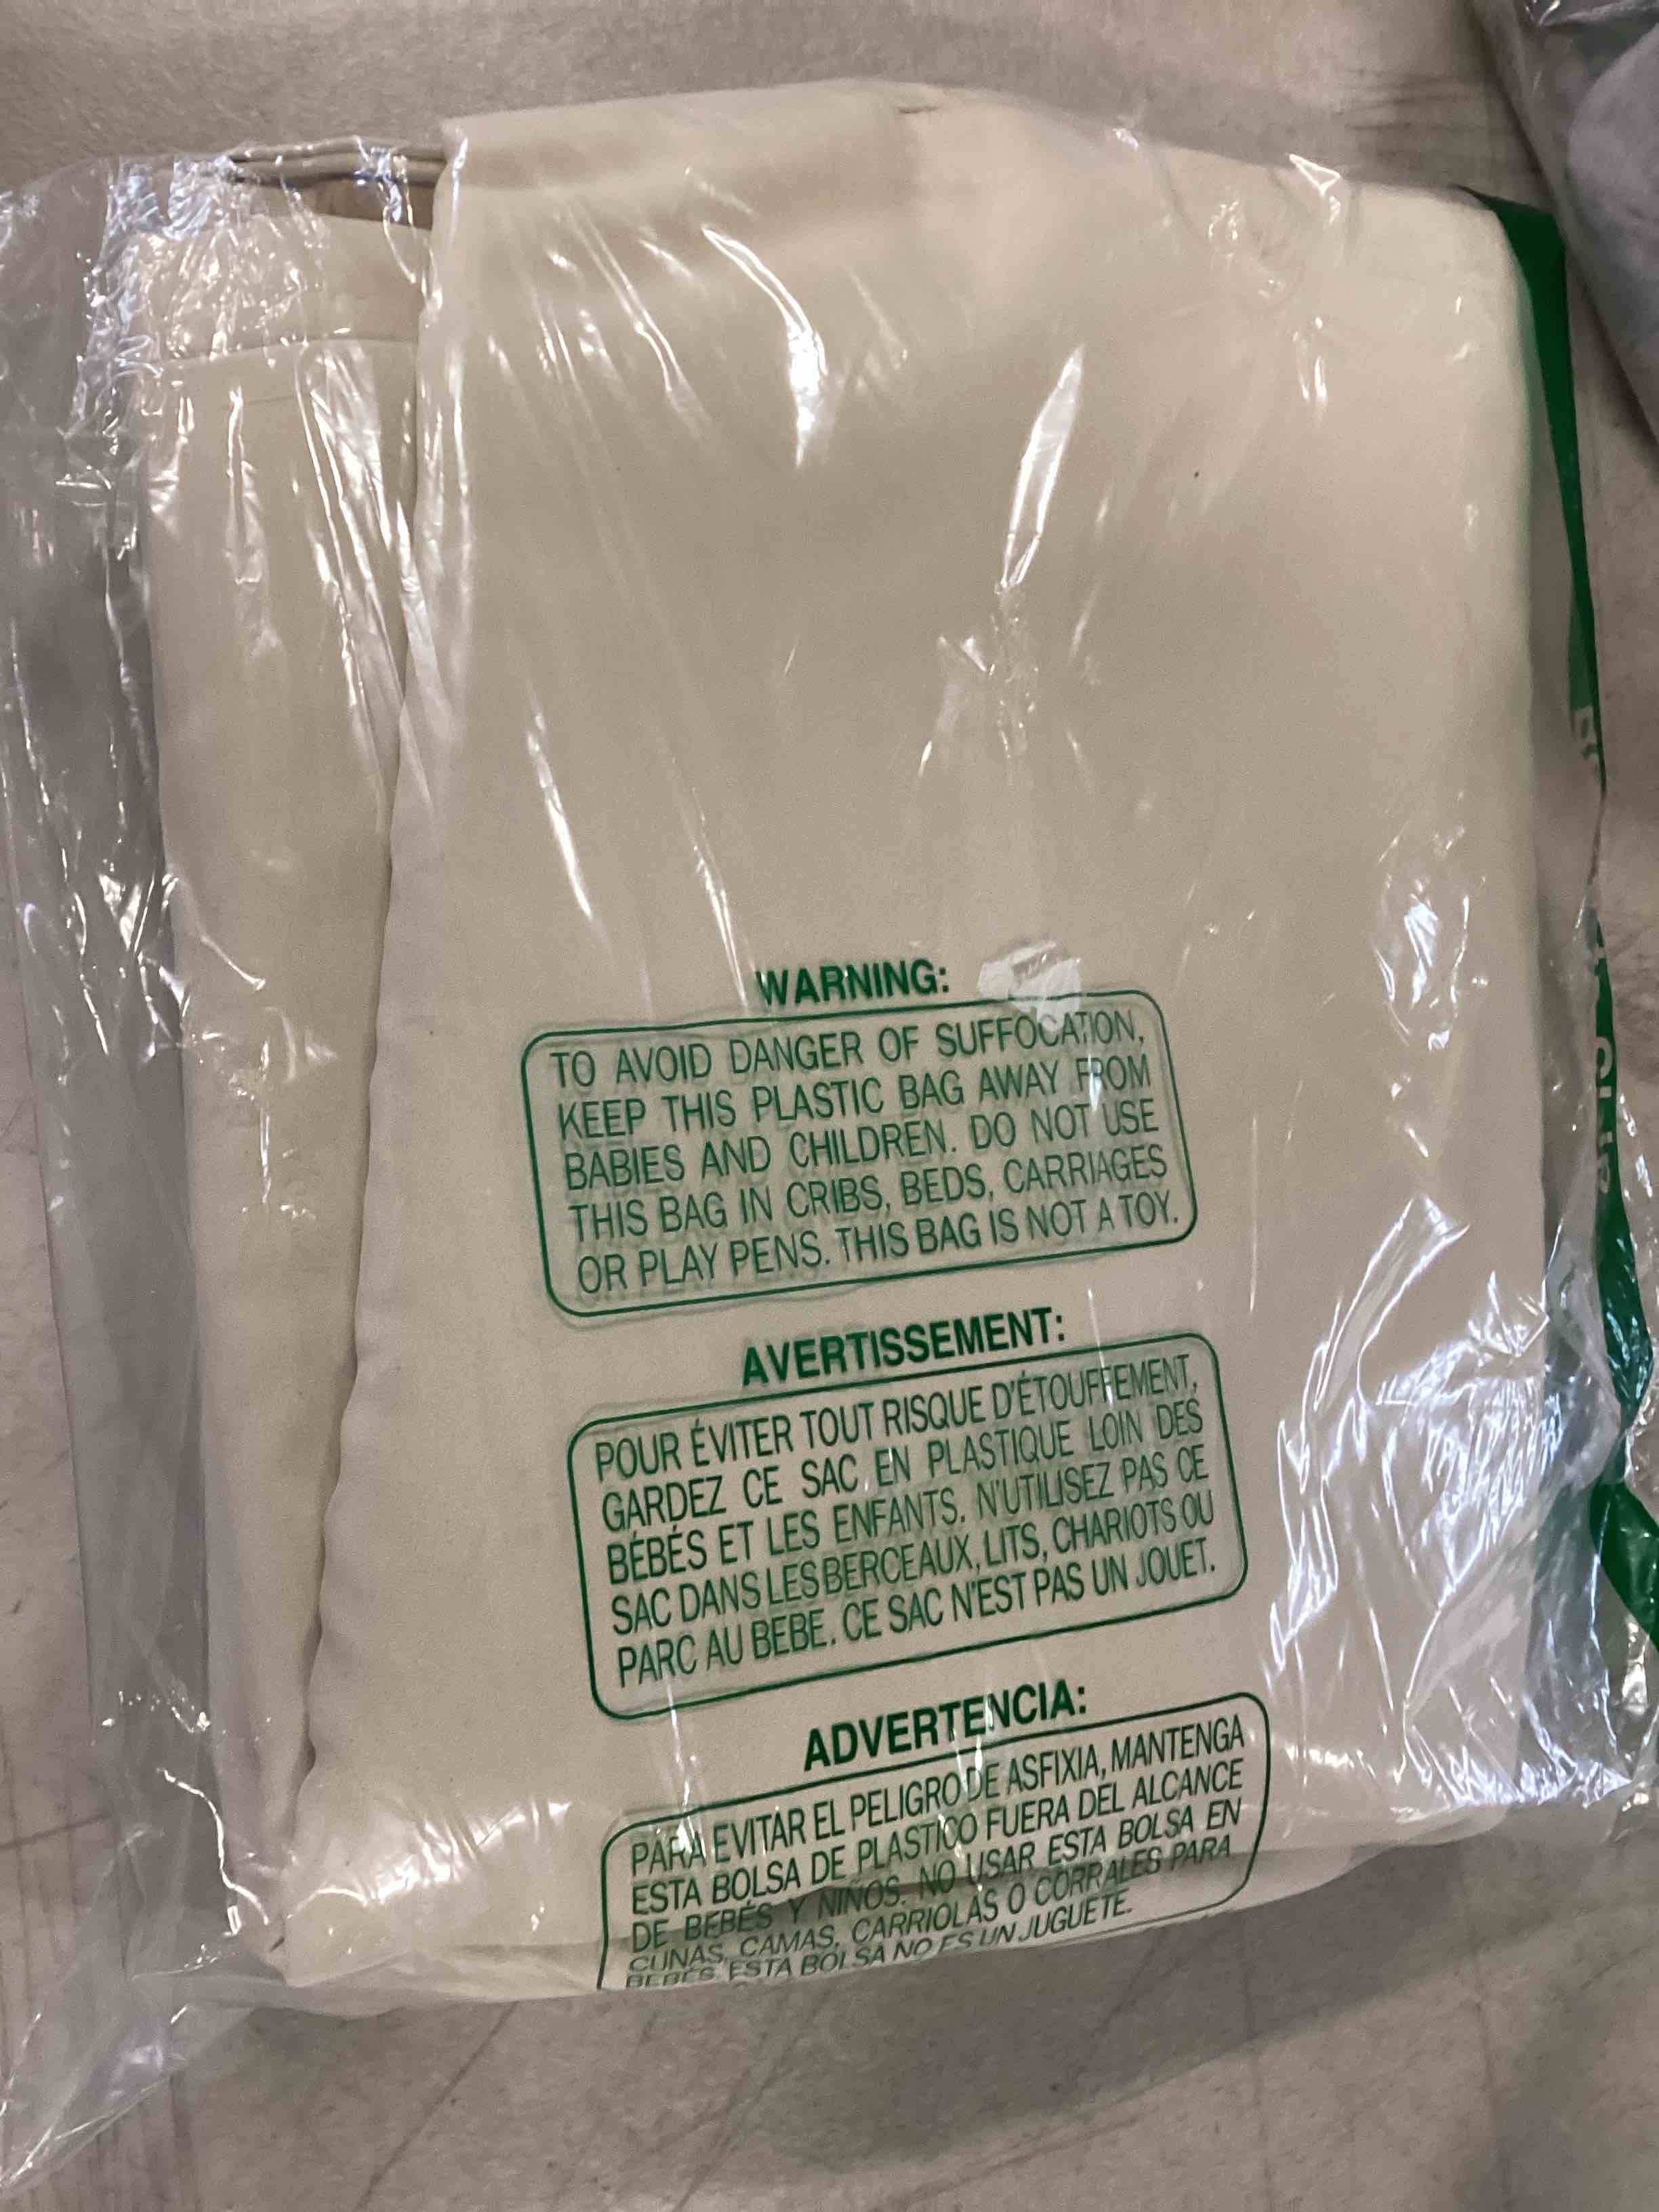 WARNING:
TO AVOID DANGER OF SUFFOCATION,
KEEP THIS PLASTIC BAG AWAY FROM
BABIES AND CHILDREN. DO NOT USE
THIS BAG IN CRIBS, BEDS, CARRIAGES
OR PLAY PENS. THIS BAG IS NOT A TOY.
AVERTISSEMENT:
POUR ÉVITER TOUT RISQUE D'ÉTOUFFEMENT,
GARDEZ CE SAC EN PLASTIQUE LOIN DES
BÉBÉS ET LES ENFANTS. N'UTILISEZ PAS CE
SAC DANS LES BERCEAUX, LITS, CHARIOTS OU
PARC AU BEBE. CE SAC N'EST PAS UN JOUET.
ADVERTENCIA:
PARA EVITAR EL PELIGRO DE ASFIXIA, MANTENGA
ESTA BOLSA DE PLASTICO FUERA DEL ALCANCE
DE BEBÉS Y NIÑOS. NO USAR ESTA BOLSA EN
CUNAS, CAMAS, CARRIOLAS O CORRALES PARA
BEBÉS. ESTA BOLSA NO ES UN JUGUETE.